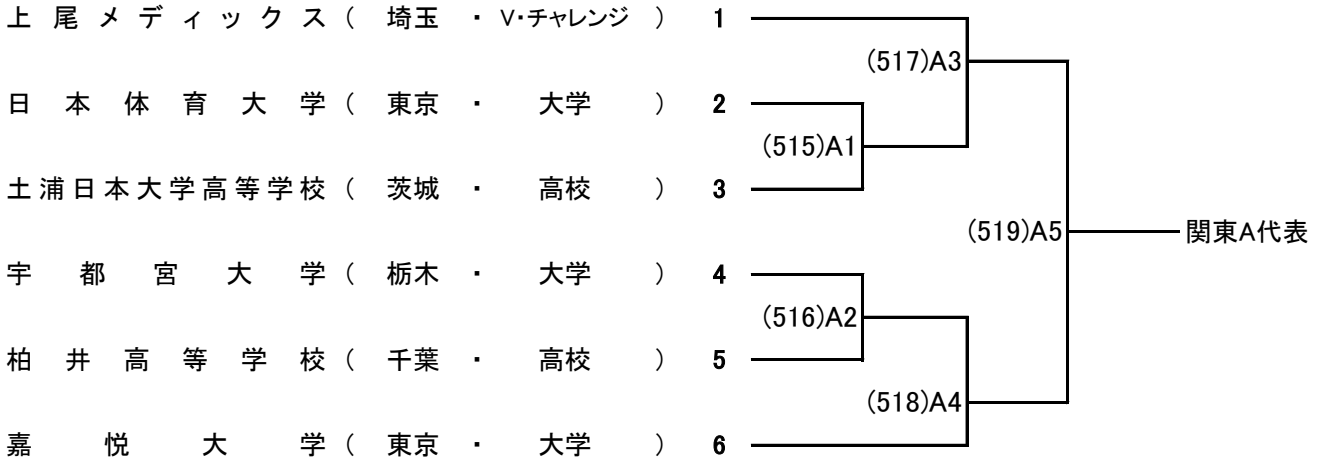 上尾メディックス( 埼玉 ・ V・チャレンジ ) 1
(517)A3
日本体育大学( 東京 ・ 大学 ) 2
(515)A1
土浦日本大学高等学校( 茨城 ・ 高校 ) 3
(519)A5 関東A代表
宇都宮大学( 栃木 ・ 大学 ) 4
(516)A2
柏井高等学校( 千葉 ・ 高校 ) 5
(518)A4
嘉悦大学( 東京 ・ 大学 ) 6